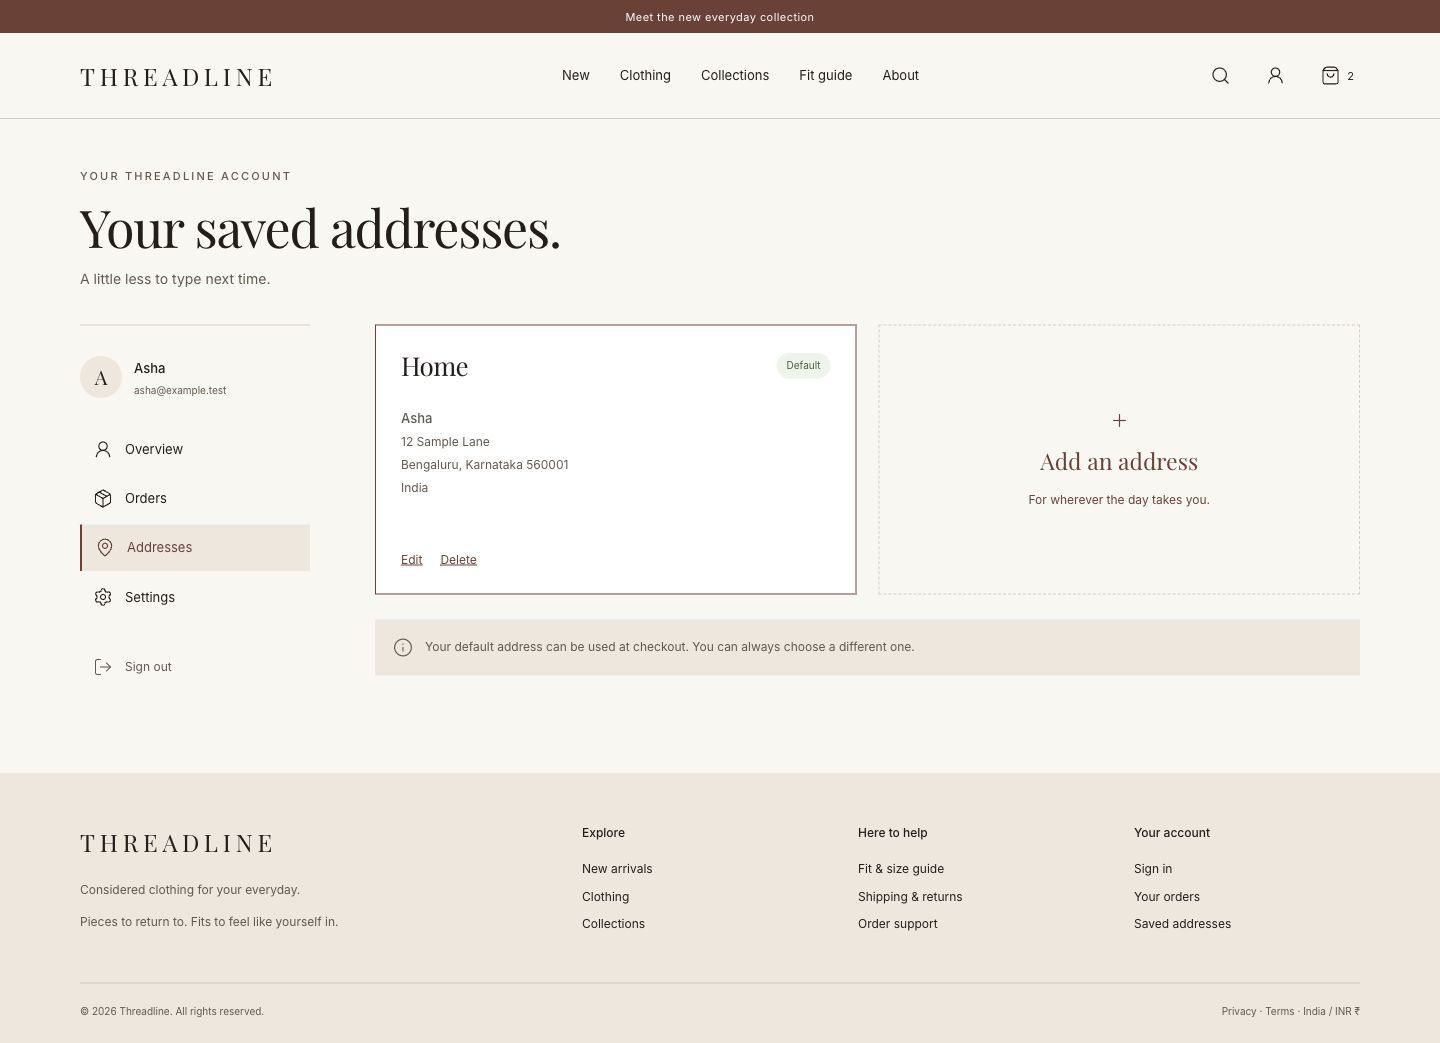 Meet the new everyday collection
THREADLINE
New Clothing Collections Fit guide About
2
YOUR THREADLINE ACCOUNT
Your saved addresses.
A little less to type next time.
A
Asha
asha@example.test
Overview
Orders
Addresses
Settings
Sign out
Home
Default
Asha
12 Sample Lane
Bengaluru, Karnataka 560001
India
Edit Delete
Add an address
For wherever the day takes you.
Your default address can be used at checkout. You can always choose a different one.
THREADLINE
Considered clothing for your everyday.
Pieces to return to. Fits to feel like yourself in.
Explore
New arrivals
Clothing
Collections
Here to help
Fit & size guide
Shipping & returns
Order support
Your account
Sign in
Your orders
Saved addresses
© 2026 Threadline. All rights reserved.
Privacy · Terms · India / INR ₹